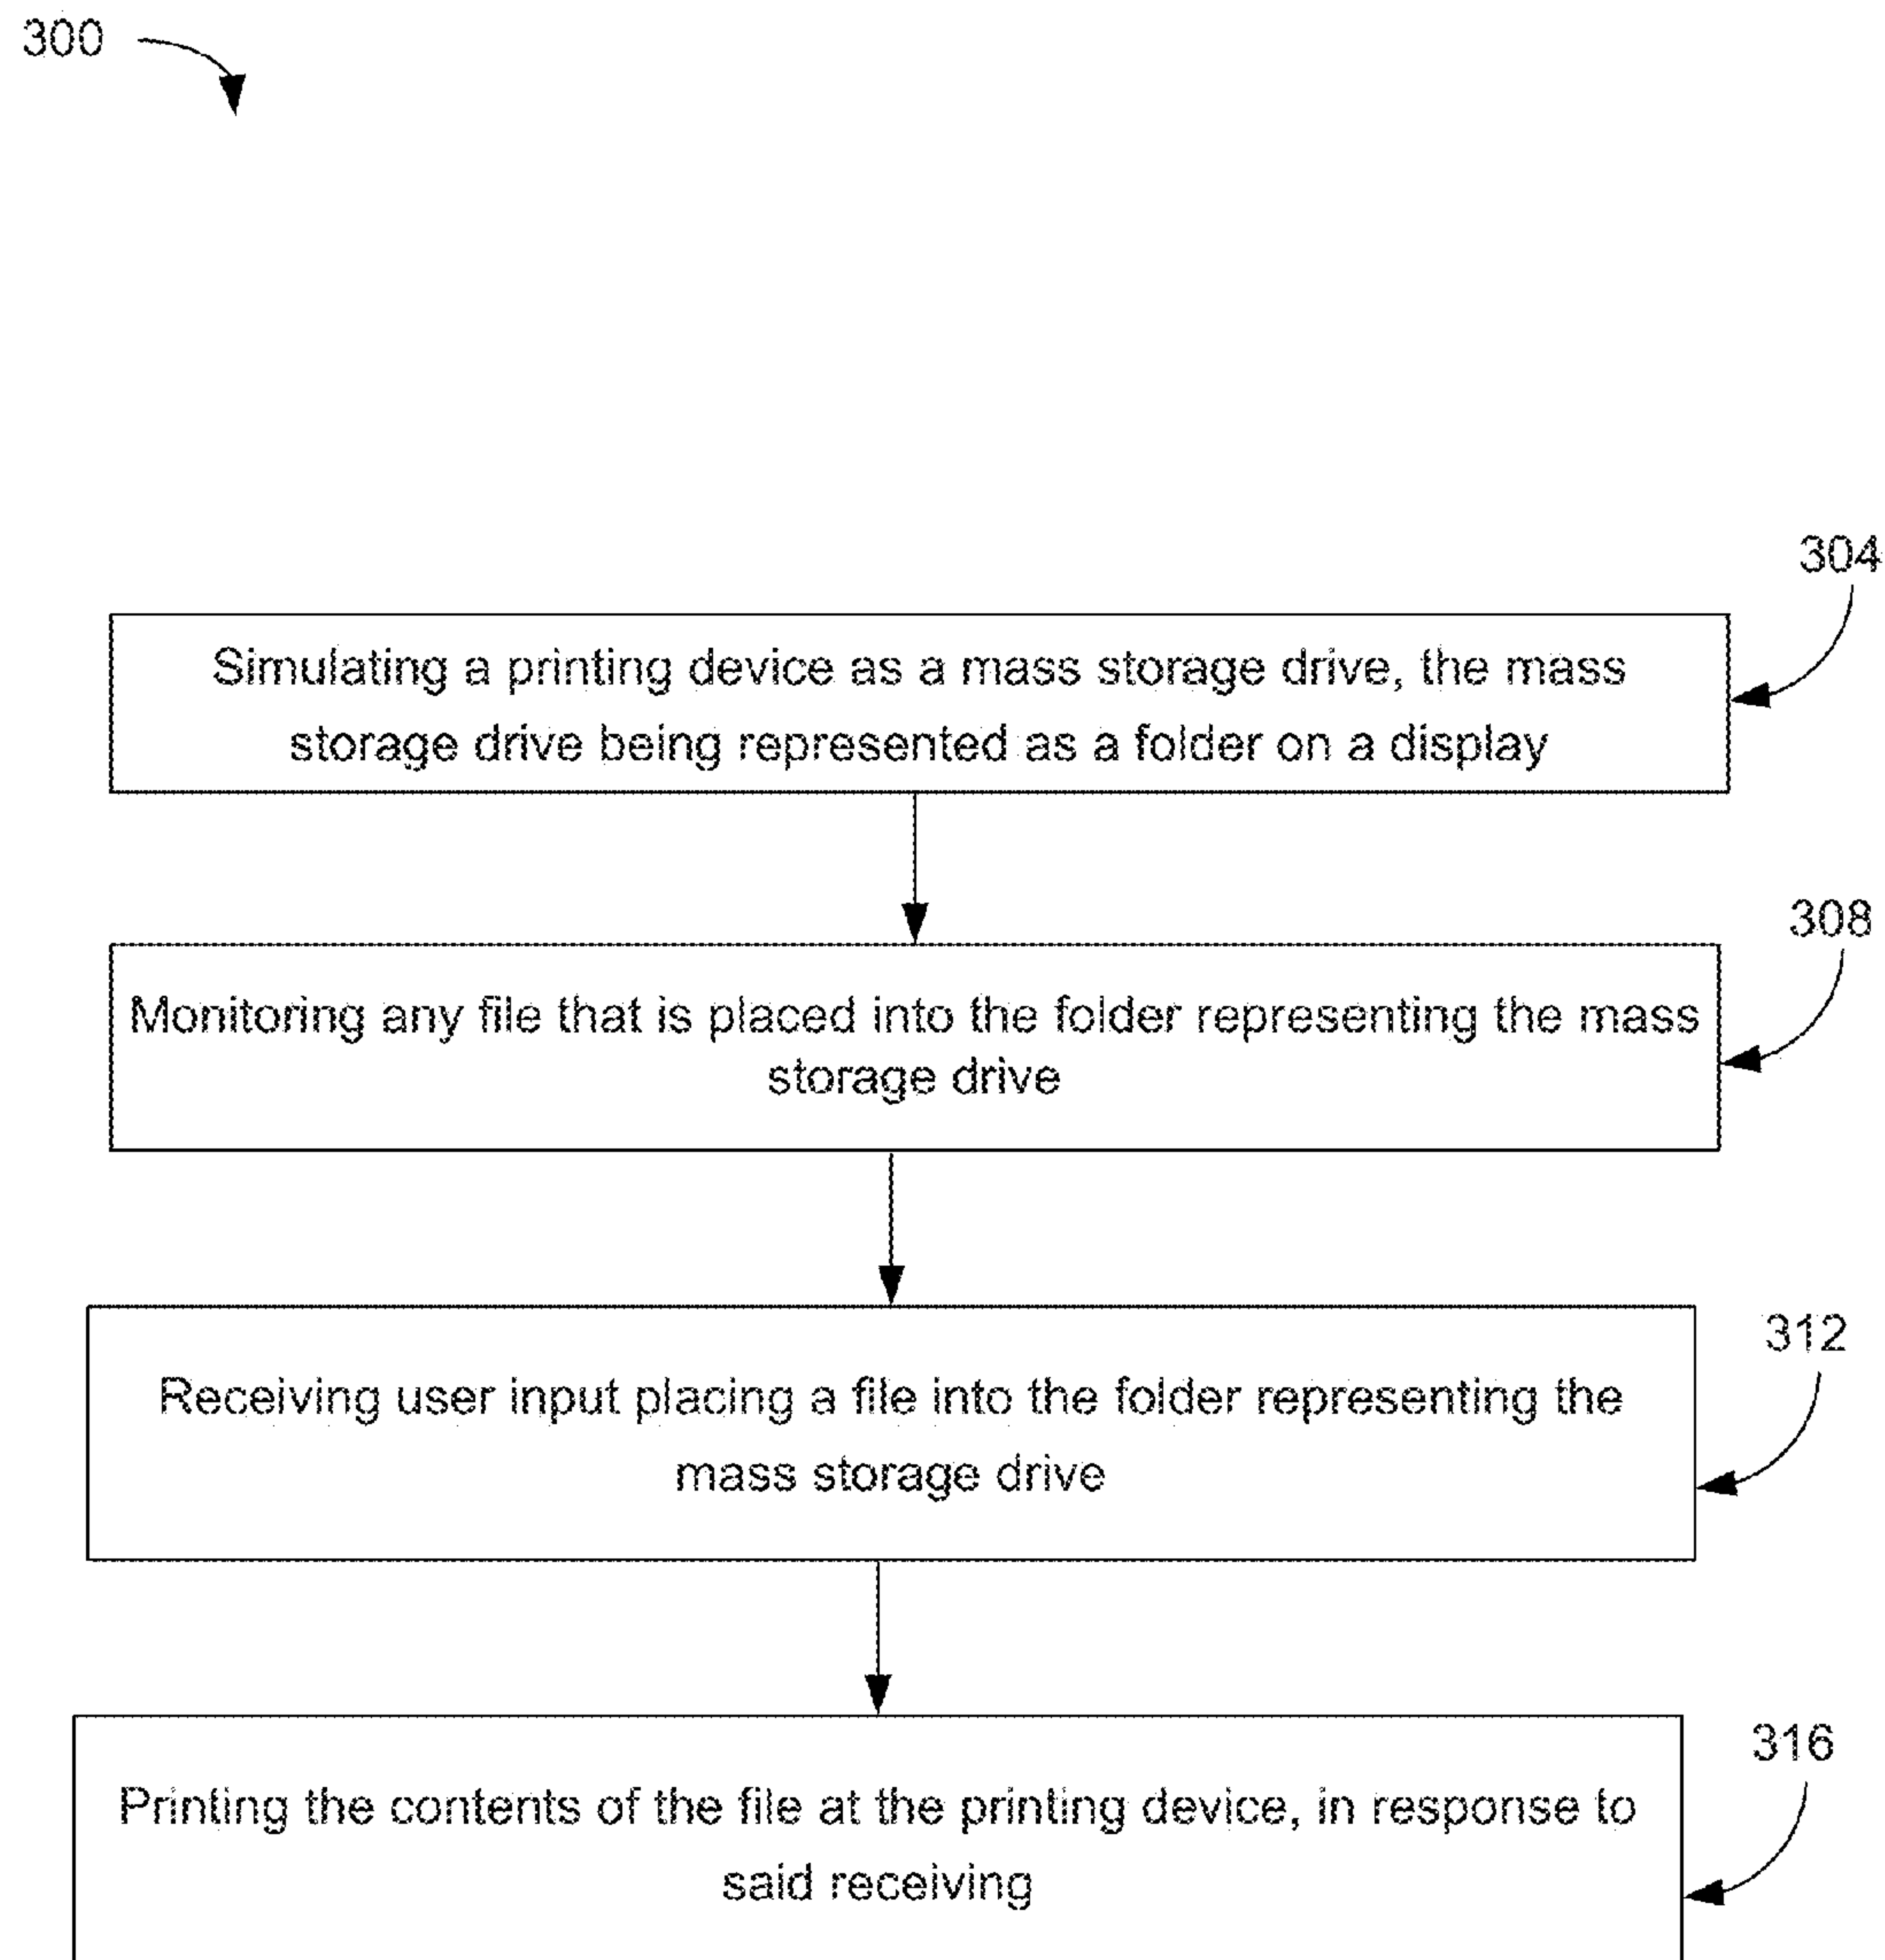 300
304
Simulating a printing device as a mass storage drive, the mass
storage drive being represented as a folder on a display
308
Monitoring any file that is placed into the folder representing the mass
storage drive
312
Receiving user input placing a file into the folder representing the
mass storage drive
316
Printing the contents of the file at the printing device, in response to
said receiving